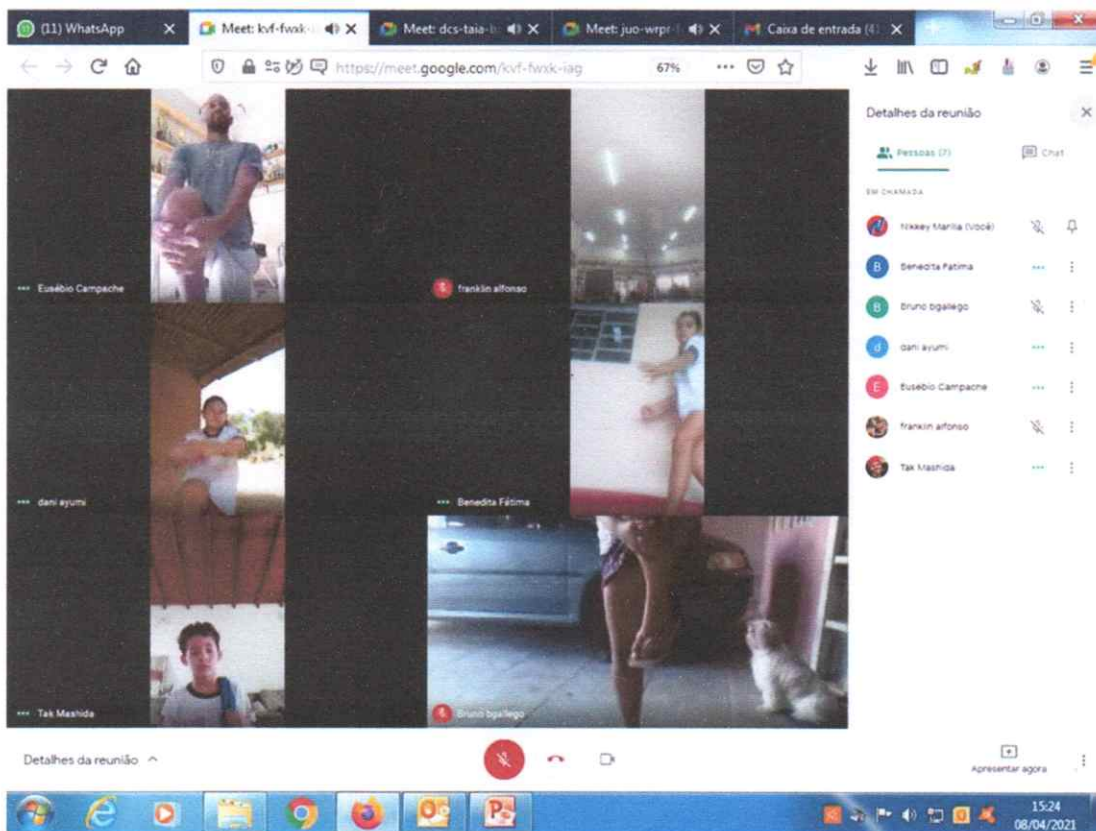 (11) WhatsApp
Meet: kvf-fwxk-i
Meet: dcs-taia-b
Meet: juo-wrpr-
Caixa de entrada (4
https://meet.google.com/kvf-fwxk-iag
67%
Detalhes da reunião
Pessoas (7)
Chat
EM CHAMADA
Nikkey Marília (Você)
B Benedita Fátima
B Bruno bgallego
d dani ayumi
E Eusébio Campache
franklin alfonso
Tak Mashida
Eusébio Campache
franklin alfonso
dani ayumi
Benedita Fétima
Tak Mashida
Bruno bgallego
Detalhes da reunião
Apresentar agora
15:24
08/04/2021